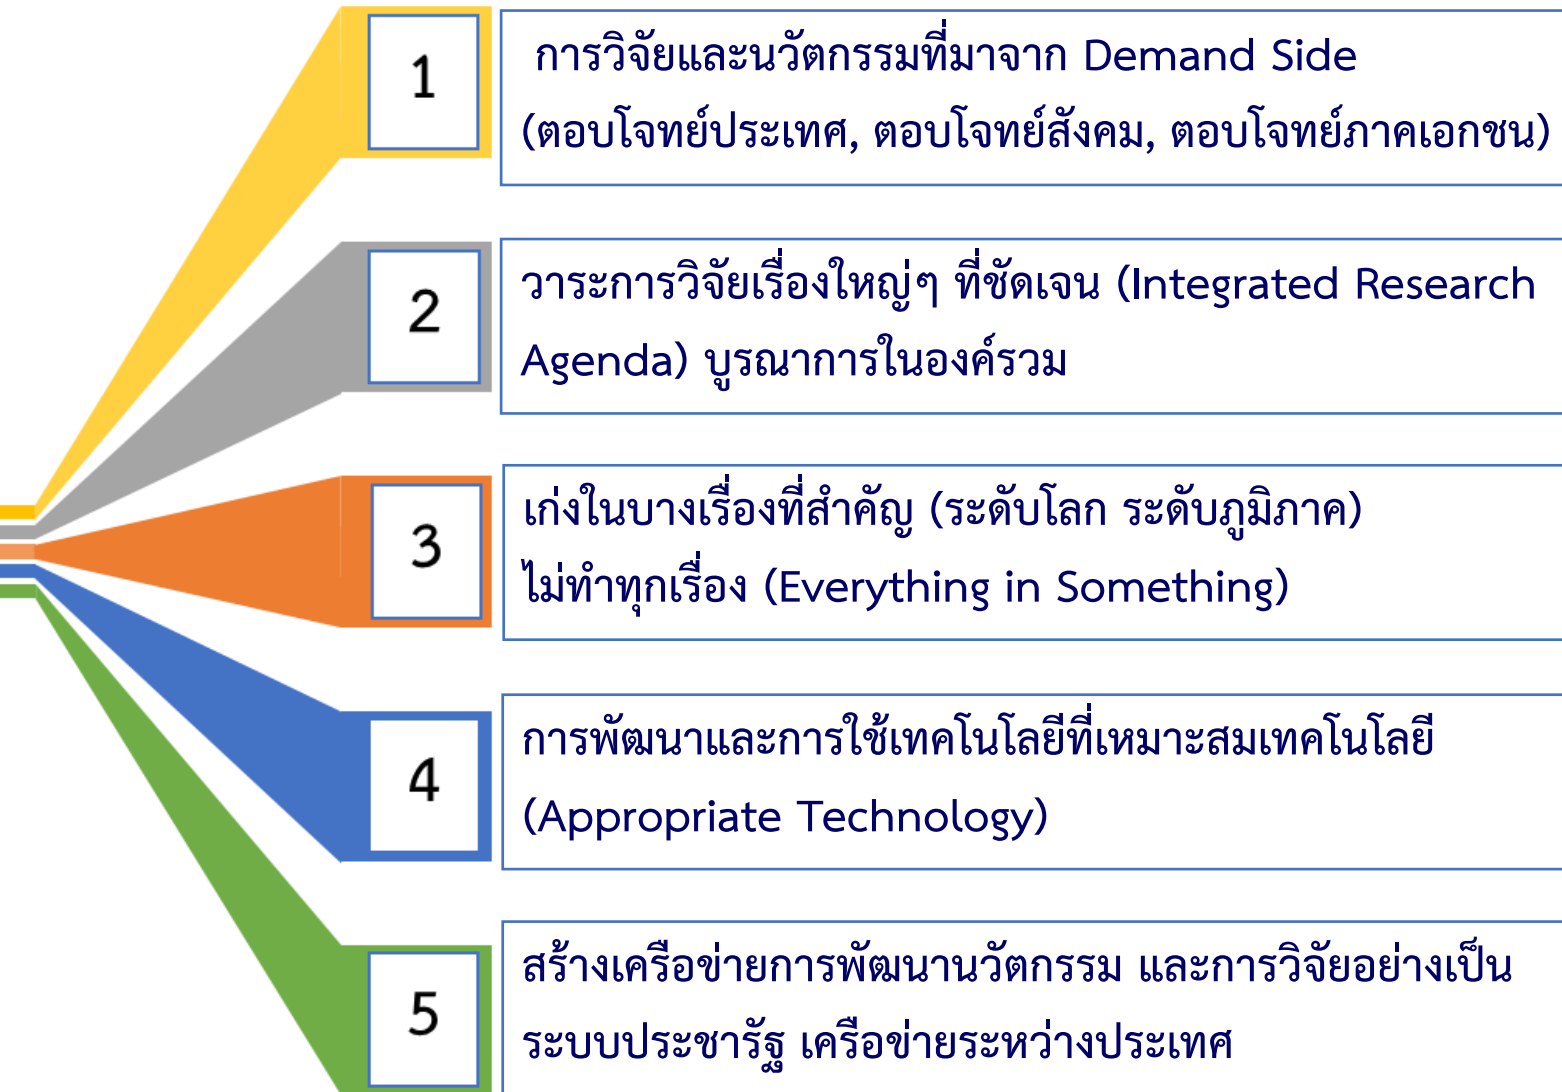 1
การวิจัยและนวัตกรรมที่มาจาก Demand Side
(ตอบโจทย์ประเทศ, ตอบโจทย์สังคม, ตอบโจทย์ภาคเอกชน)
2
วาระการวิจัยเรื่องใหญ่ๆ ที่ชัดเจน (Integrated Research
Agenda) บูรณาการในองค์รวม
3
เก่งในบางเรื่องที่สำคัญ (ระดับโลก ระดับภูมิภาค)
ไม่ทำทุกเรื่อง (Everything in Something)
4
การพัฒนาและการใช้เทคโนโลยีที่เหมาะสมเทคโนโลยี
(Appropriate Technology)
5
สร้างเครือข่ายการพัฒนานวัตกรรม และการวิจัยอย่างเป็น
ระบบประชารัฐ เครือข่ายระหว่างประเทศ